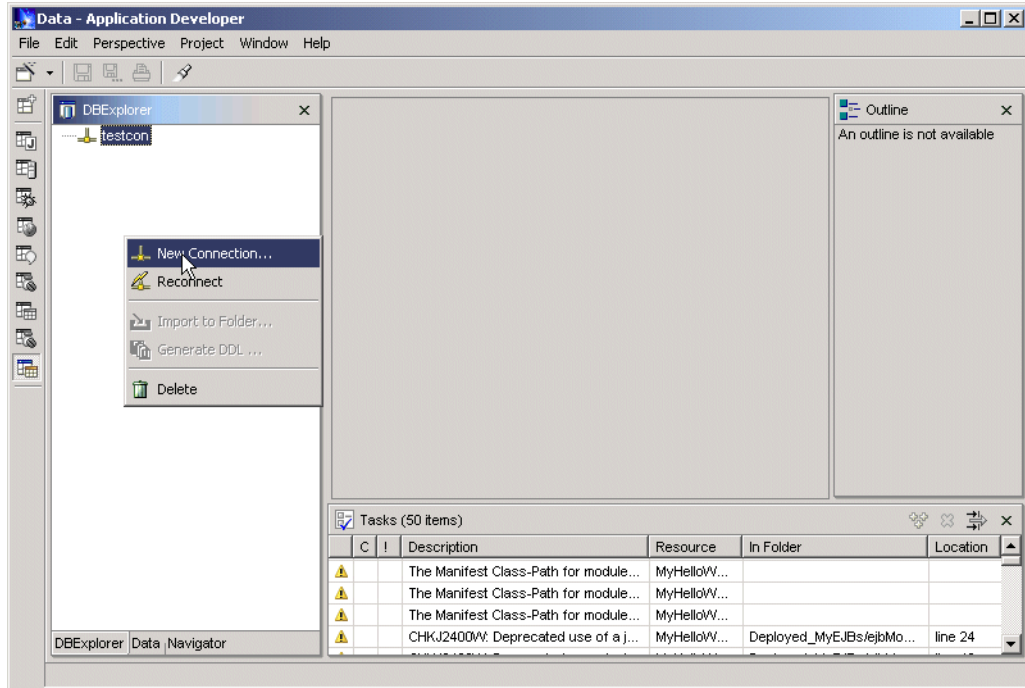 Data - Application Developer
File Edit Perspective Project Window Help
DBExplorer
testcon
New Connection...
Reconnect
Import to Folder...
Generate DDL ...
Delete
DBExplorer Data Navigator
Outline
An outline is not available
Tasks (50 items)
C ! Description Resource In Folder Location
The Manifest Class-Path for module... MyHelloW...
The Manifest Class-Path for module... MyHelloW...
The Manifest Class-Path for module... MyHelloW...
CHKJ2400W: Deprecated use of a j... MyHelloW... Deployed_MyEJBs/ejbMo... line 24